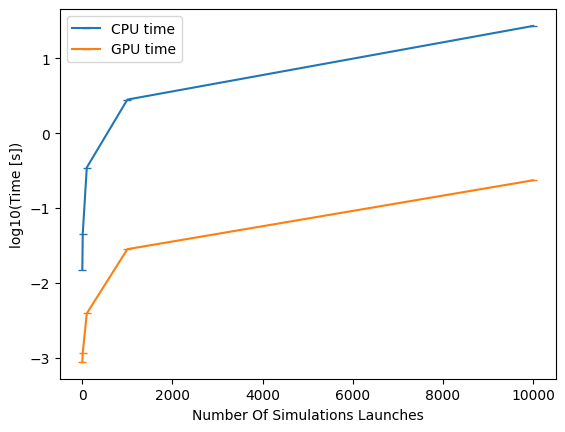 CPU time
GPU time
log10(Time [s])
1
0
−1
−2
−3
0
2000
4000
6000
8000
10000
Number Of Simulations Launches